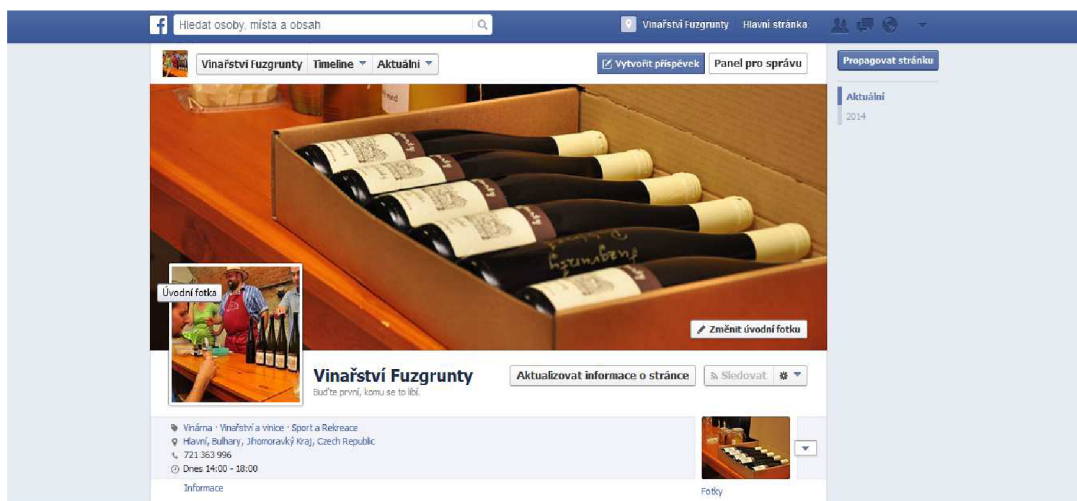 Hledat osoby, místa a obsah
Vinařství Fuzgrunty Hlavní stránka
Vinařství Fuzgrunty Timeline Aktuální
Vytvořit příspěvek Panel pro správu
Propagovat stránku
Aktuální
2014
Fuzgrunty
Úvodní fotka
Změnit úvodní fotku
Vinařství Fuzgrunty
Buďte první, komu se to líbí.
Aktualizovat informace o stránce Sledovat
Vinárna · Vinařství a vinice · Sport a Rekreace
Hlavní, Bulhary, Jihomoravký Kraj, Czech Republic
721 363 996
Dnes 14:00 - 18:00
Informace
Fotky